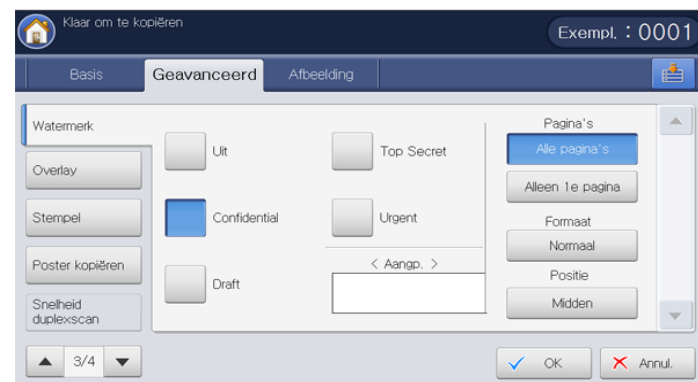 Klaar om te kopiëren
Exempl. : 0001
Basis
Geavanceerd
Afbeelding
Watermerk
Overlay
Stempel
Poster kopiëren
Snelheid
duplexscan
3/4
Uit
Top Secret
Confidential
Urgent
Draft
< Aangp. >
Pagina's
Alle pagina's
Alleen 1e pagina
Formaat
Normaal
Positie
Midden
OK
Annul.